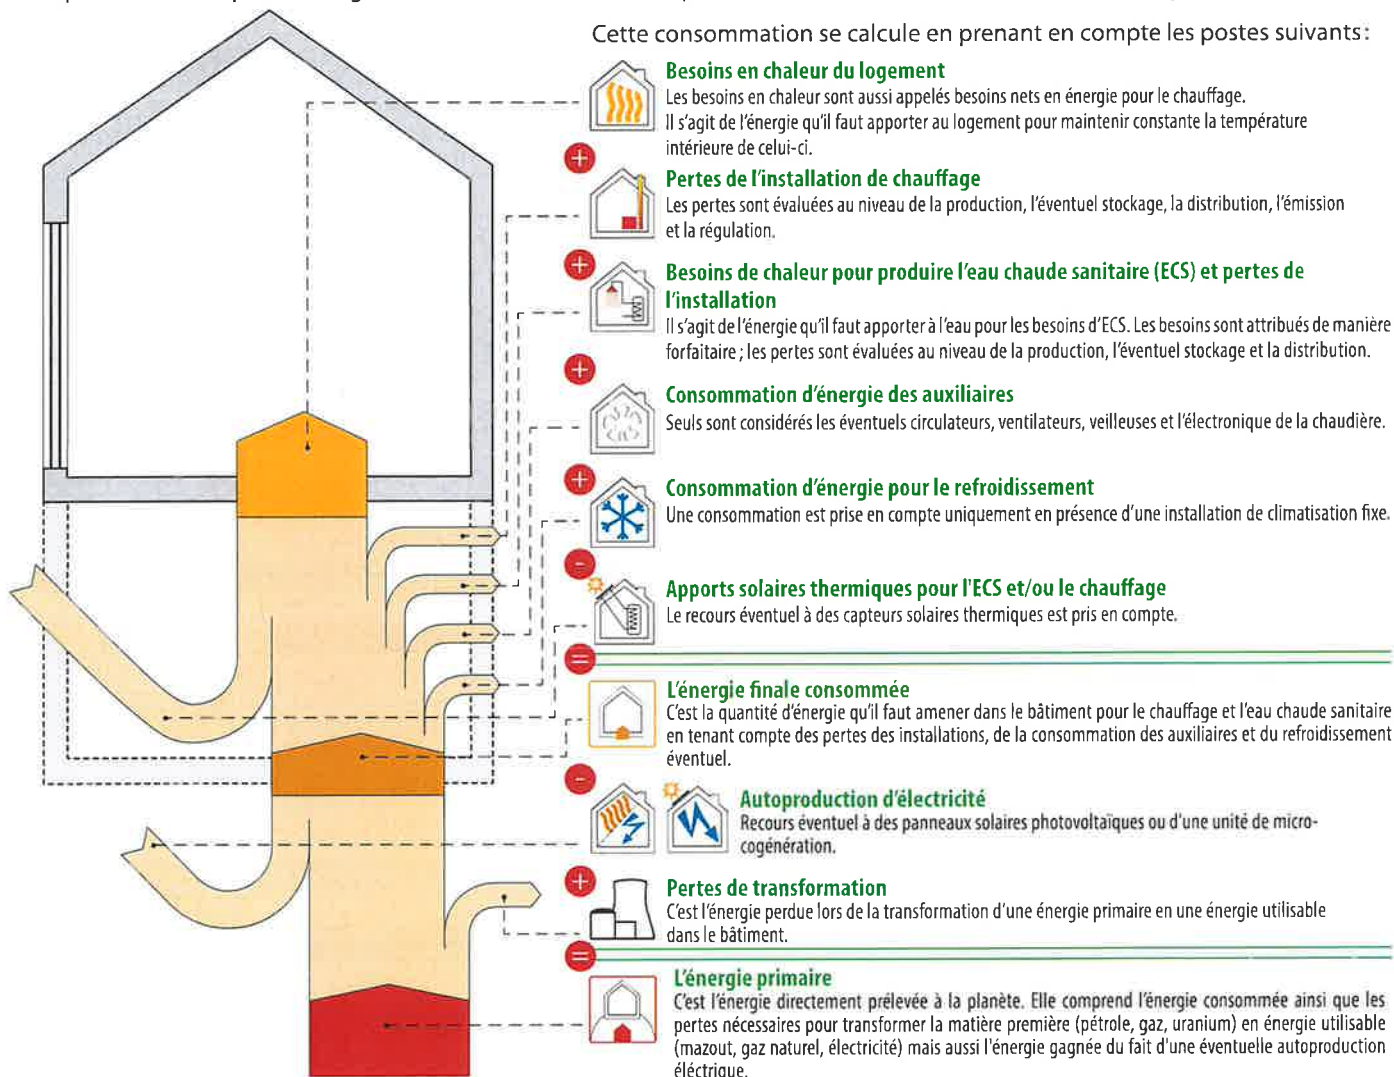 Cette consommation se calcule en prenant en compte les postes suivants :
Besoins en chaleur du logement
Les besoins en chaleur sont aussi appelés besoins nets en énergie pour le chauffage.
Il s'agit de l'énergie qu'il faut apporter au logement pour maintenir constante la température
intérieure de celui-ci.
+
Pertes de l'installation de chauffage
Les pertes sont évaluées au niveau de la production, l'éventuel stockage, la distribution, l'émission
et la régulation.
+
Besoins de chaleur pour produire l'eau chaude sanitaire (ECS) et pertes de
l'installation
Il s'agit de l'énergie qu'il faut apporter à l'eau pour les besoins d'ECS. Les besoins sont attribués de manière
forfaitaire ; les pertes sont évaluées au niveau de la production, l'éventuel stockage et la distribution.
+
Consommation d'énergie des auxiliaires
Seuls sont considérés les éventuels circulateurs, ventilateurs, veilleuses et l'électronique de la chaudière.
+
Consommation d'énergie pour le refroidissement
Une consommation est prise en compte uniquement en présence d'une installation de climatisation fixe.
-
Apports solaires thermiques pour l'ECS et/ou le chauffage
Le recours éventuel à des capteurs solaires thermiques est pris en compte.
=
L'énergie finale consommée
C'est la quantité d'énergie qu'il faut amener dans le bâtiment pour le chauffage et l'eau chaude sanitaire
en tenant compte des pertes des installations, de la consommation des auxiliaires et du refroidissement
éventuel.
-
Autoproduction d'électricité
Recours éventuel à des panneaux solaires photovoltaïques ou d'une unité de micro-
cogénération.
+
Pertes de transformation
C'est l'énergie perdue lors de la transformation d'une énergie primaire en une énergie utilisable
dans le bâtiment.
=
L'énergie primaire
C'est l'énergie directement prélevée à la planète. Elle comprend l'énergie consommée ainsi que les
pertes nécessaires pour transformer la matière première (pétrole, gaz, uranium) en énergie utilisable
(mazout, gaz naturel, électricité) mais aussi l'énergie gagnée du fait d'une éventuelle autoproduction
éléctrique.